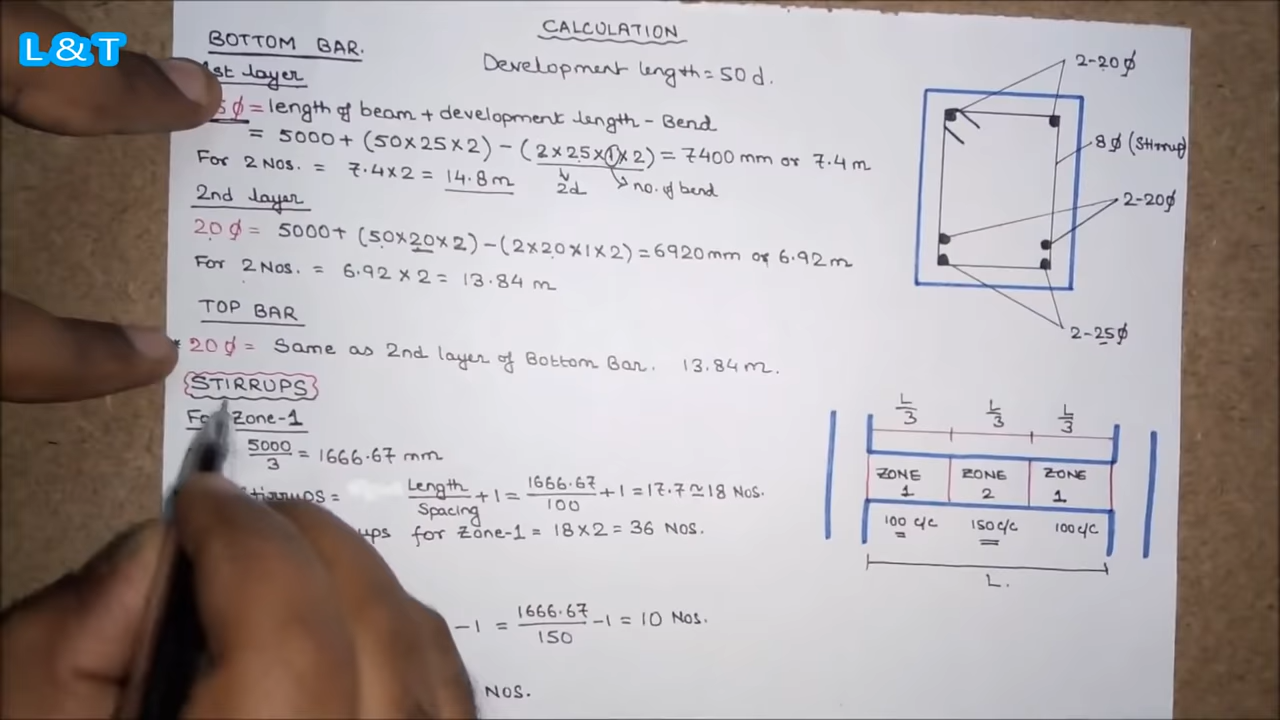 L&T
CALCULATION
BOTTOM BAR.
Development length = 50 d.
1st layer
5 ϕ = length of beam + development length - Bend
= 5000 + (50×25×2) - (2×25×1×2) = 7400 mm or 7.4 m
For 2 Nos. = 7.4×2 = 14.8 m
2d
no. of bend
2nd layer
20 ϕ = 5000 + (50×20×2) - (2×20×1×2) = 6920 mm or 6.92 m
For 2 Nos. = 6.92 × 2 = 13.84 m
TOP BAR
* 20 ϕ = Same as 2nd layer of Bottom Bar. 13.84 m.
STIRRUPS
For Zone-1
5000/3 = 1666.67 mm
Stirrups = Length/Spacing + 1 = 1666.67/100 + 1 = 17.7 ≃ 18 Nos.
ups for Zone-1 = 18×2 = 36 Nos.
- 1 = 1666.67/150 - 1 = 10 Nos.
NOS.
2-20ϕ
8ϕ (Stirrup)
2-20ϕ
2-25ϕ
L/3 L/3 L/3
ZONE 1 ZONE 2 ZONE 1
100 c/c 150 c/c 100 c/c
L.